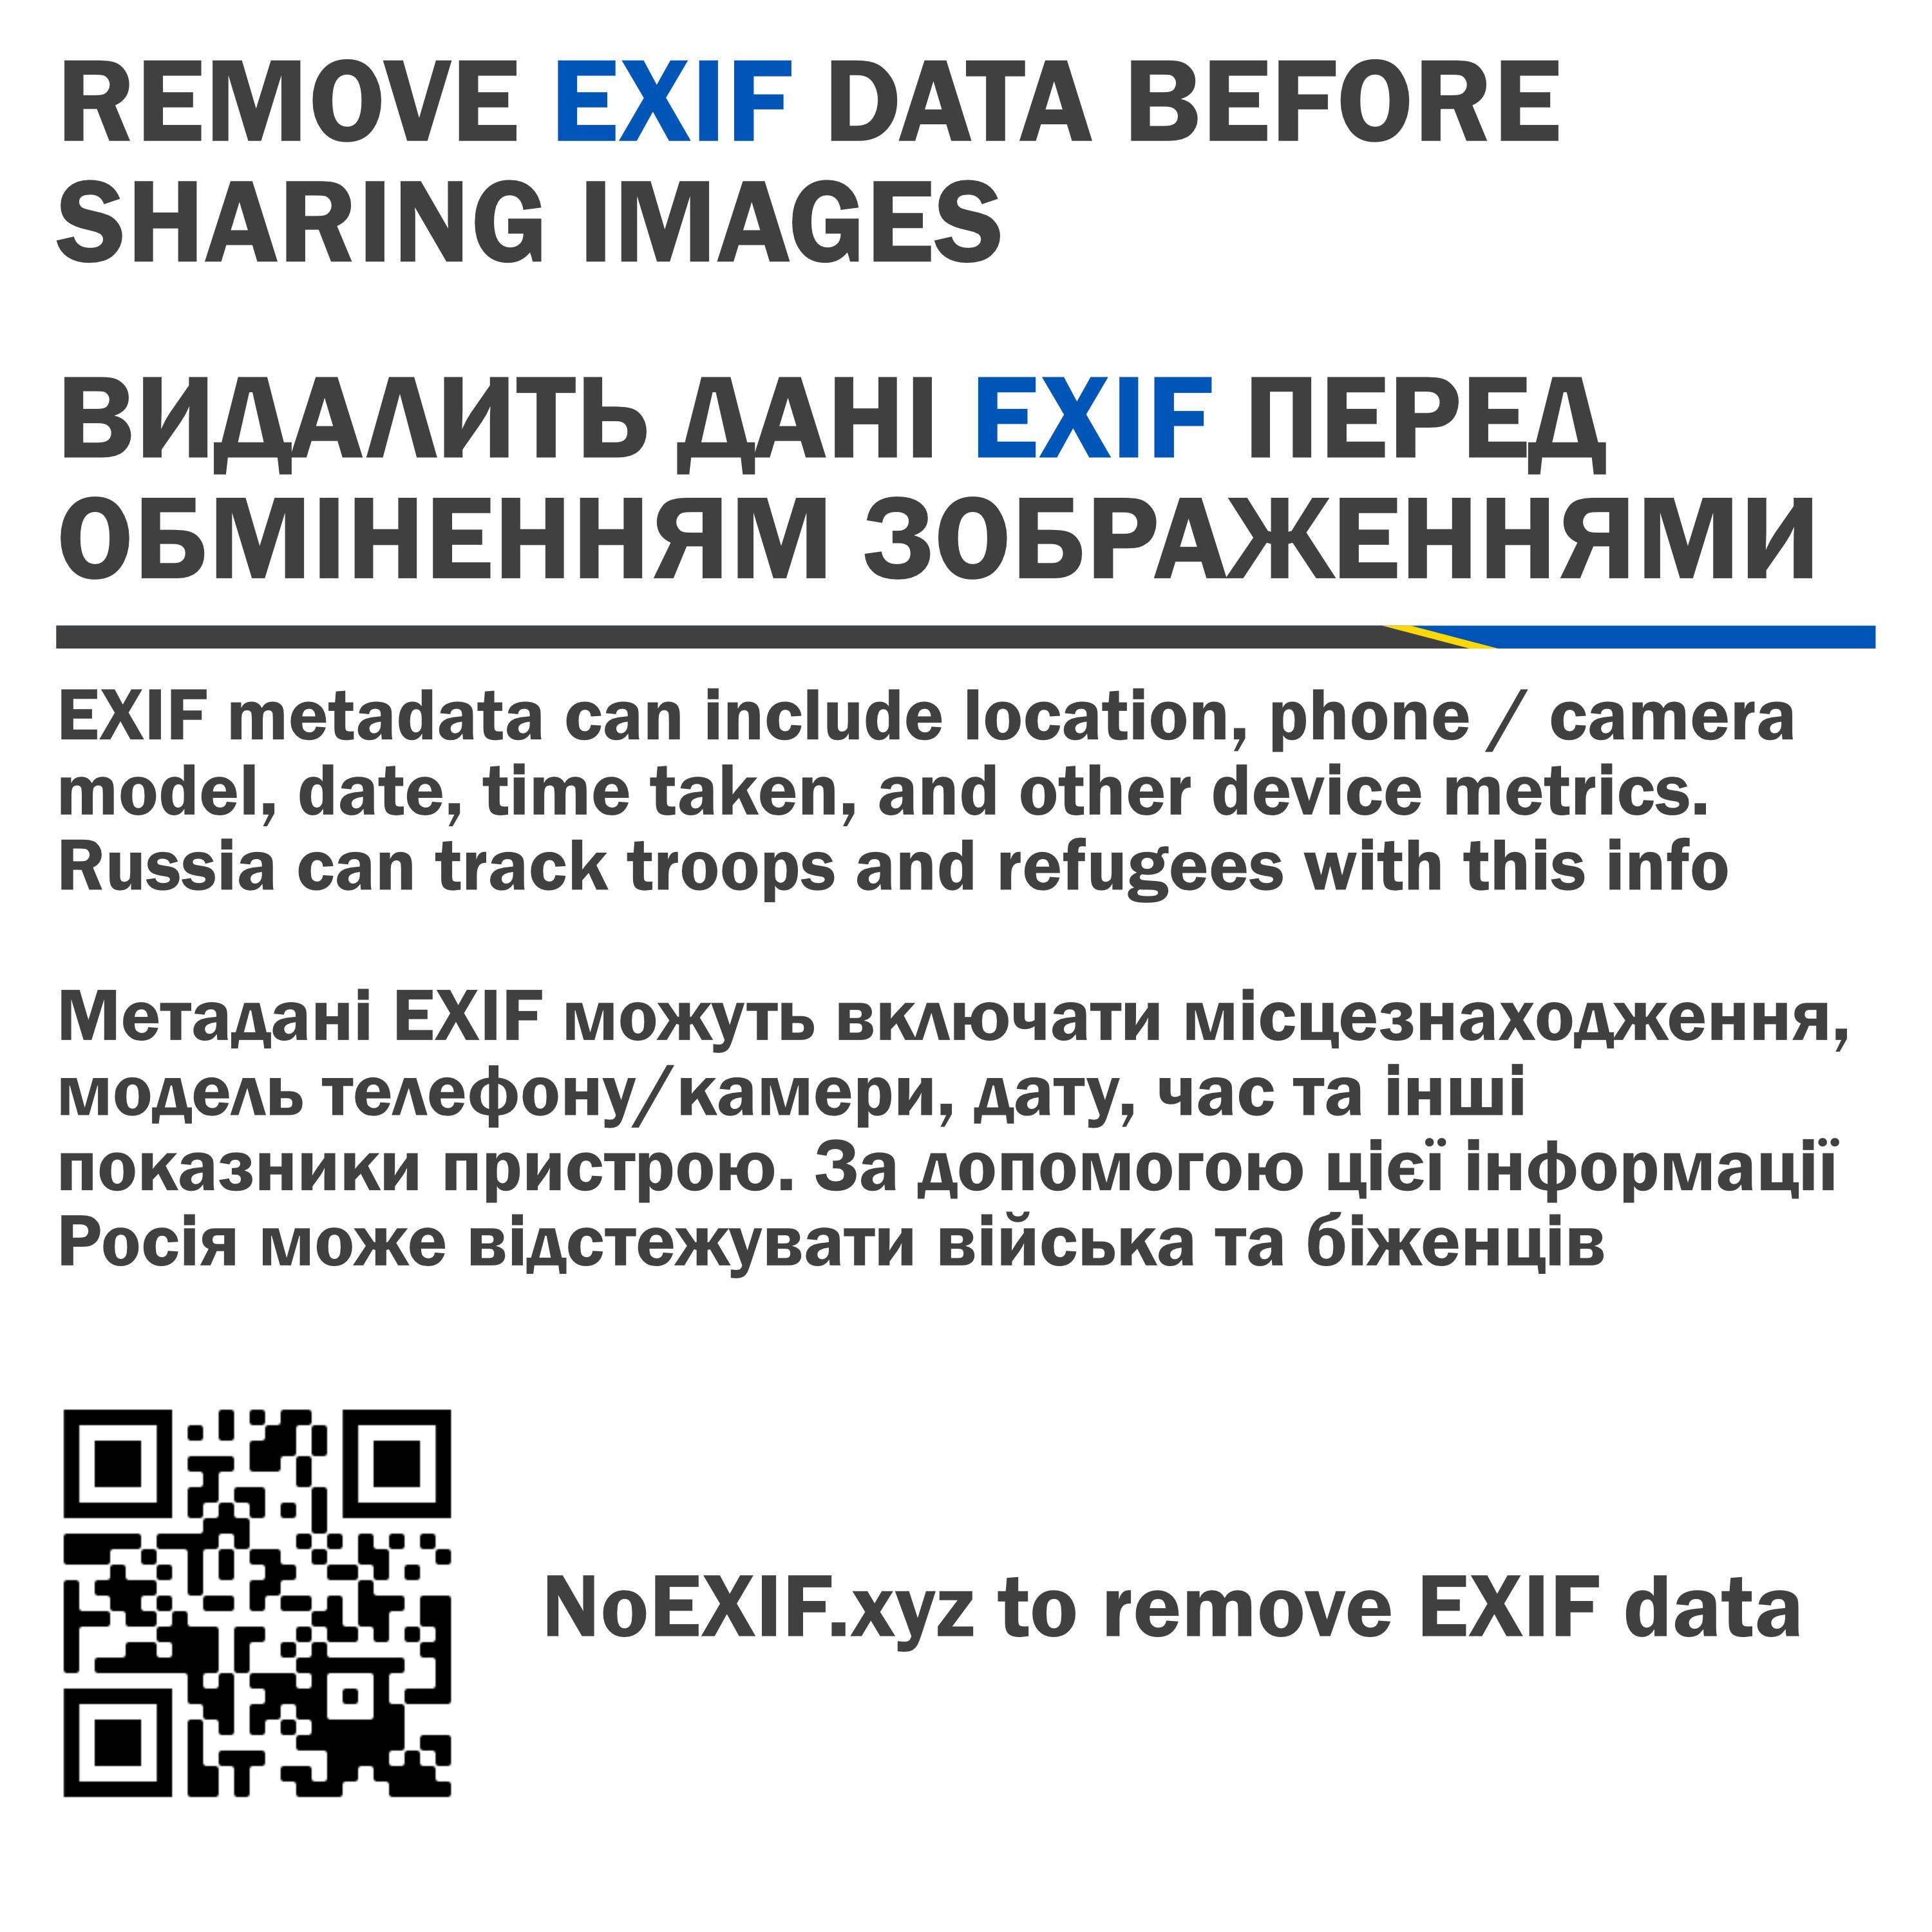 REMOVE EXIF DATA BEFORE
SHARING IMAGES
ВИДАЛИТЬ ДАНІ EXIF ПЕРЕД
ОБМІНЕННЯМ ЗОБРАЖЕННЯМИ
EXIF metadata can include location, phone / camera
model, date, time taken, and other device metrics.
Russia can track troops and refugees with this info
Метадані EXIF можуть включати місцезнаходження,
модель телефону/камери, дату, час та інші
показники пристрою. За допомогою цієї інформації
Росія може відстежувати війська та біженців
NoEXIF.xyz to remove EXIF data